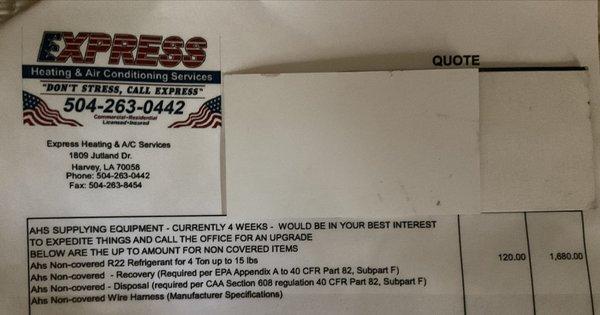 EXPRESS
Heating & Air Conditioning Services
"DON'T STRESS, CALL EXPRESS"
504-263-0442
Commercial-Residential
Licensed-Insured
QUOTE
Express Heating & A/C Services
1809 Jutland Dr.
Harvey, LA 70058
Phone: 504-263-0442
Fax: 504-263-8454
AHS SUPPLYING EQUIPMENT - CURRENTLY 4 WEEKS - WOULD BE IN YOUR BEST INTEREST
TO EXPEDITE THINGS AND CALL THE OFFICE FOR AN UPGRADE
BELOW ARE THE UP TO AMOUNT FOR NON COVERED ITEMS
Ahs Non-covered R22 Refrigerant for 4 Ton up to 15 lbs 120.00 1,680.00
Ahs Non-covered - Recovery (Required per EPA Appendix A to 40 CFR Part 82, Subpart F)
Ahs Non-covered - Disposal (required per CAA Section 608 regulation 40 CFR Part 82, Subpart F)
Ahs Non-covered Wire Harness (Manufacturer Specifications)